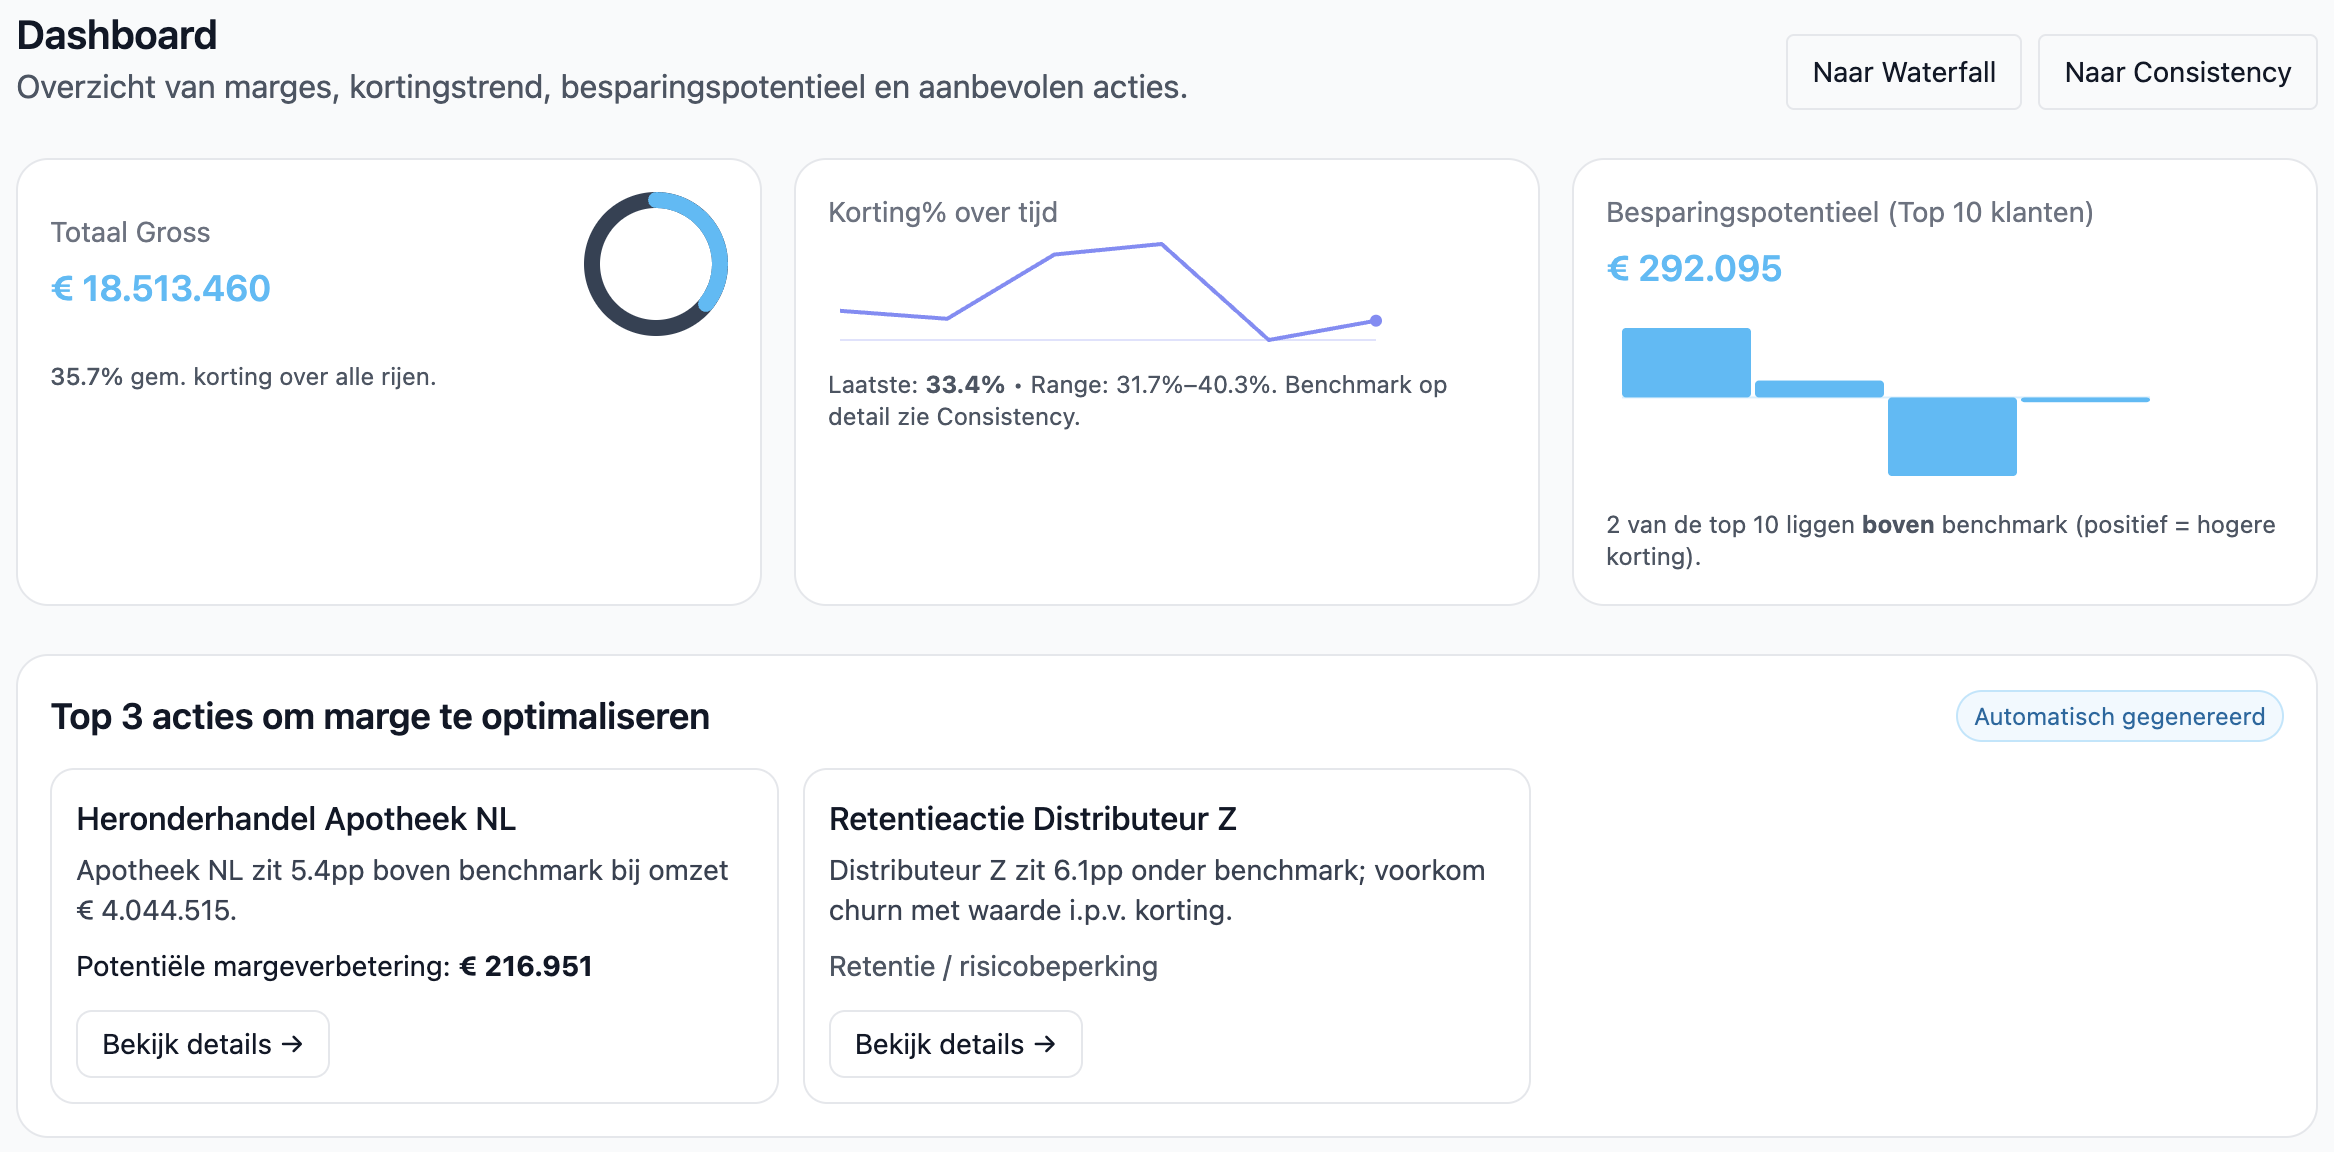 Dashboard
Overzicht van marges, kortingstrend, besparingspotentieel en aanbevolen acties.
Naar Waterfall
Naar Consistency
Totaal Gross
€ 18.513.460
35.7% gem. korting over alle rijen.
Korting% over tijd
Laatste: 33.4% • Range: 31.7%–40.3%. Benchmark op
detail zie Consistency.
Besparingspotentieel (Top 10 klanten)
€ 292.095
2 van de top 10 liggen boven benchmark (positief = hogere
korting).
Top 3 acties om marge te optimaliseren
Automatisch gegenereerd
Heronderhandel Apotheek NL
Apotheek NL zit 5.4pp boven benchmark bij omzet
€ 4.044.515.
Potentiële margeverbetering: € 216.951
Bekijk details →
Retentieactie Distributeur Z
Distributeur Z zit 6.1pp onder benchmark; voorkom
churn met waarde i.p.v. korting.
Retentie / risicobeperking
Bekijk details →